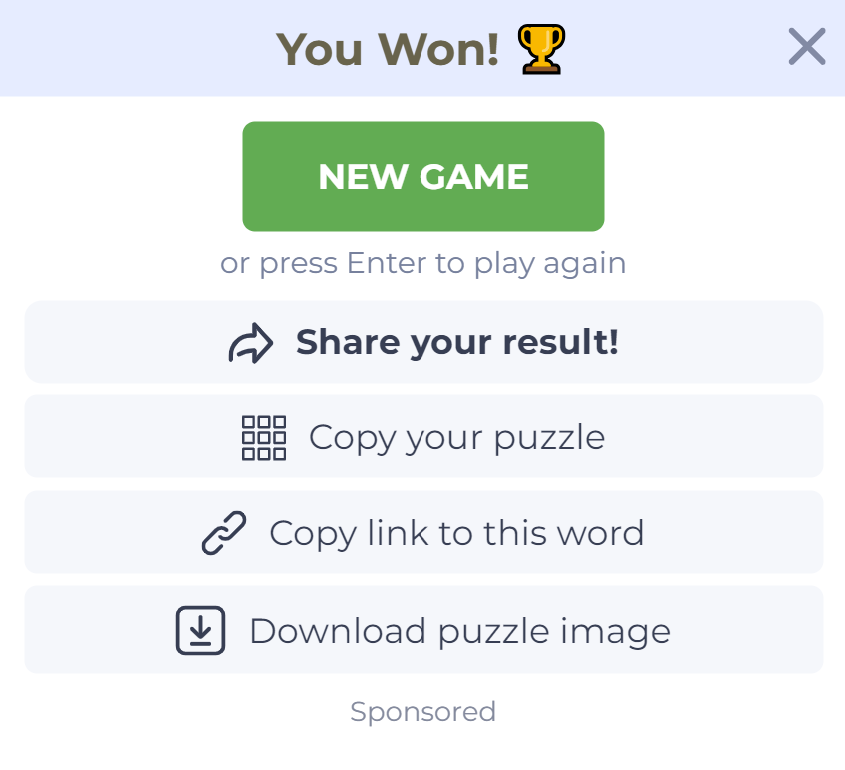 You Won! 🏆
NEW GAME
or press Enter to play again
Share your result!
Copy your puzzle
Copy link to this word
Download puzzle image
Sponsored